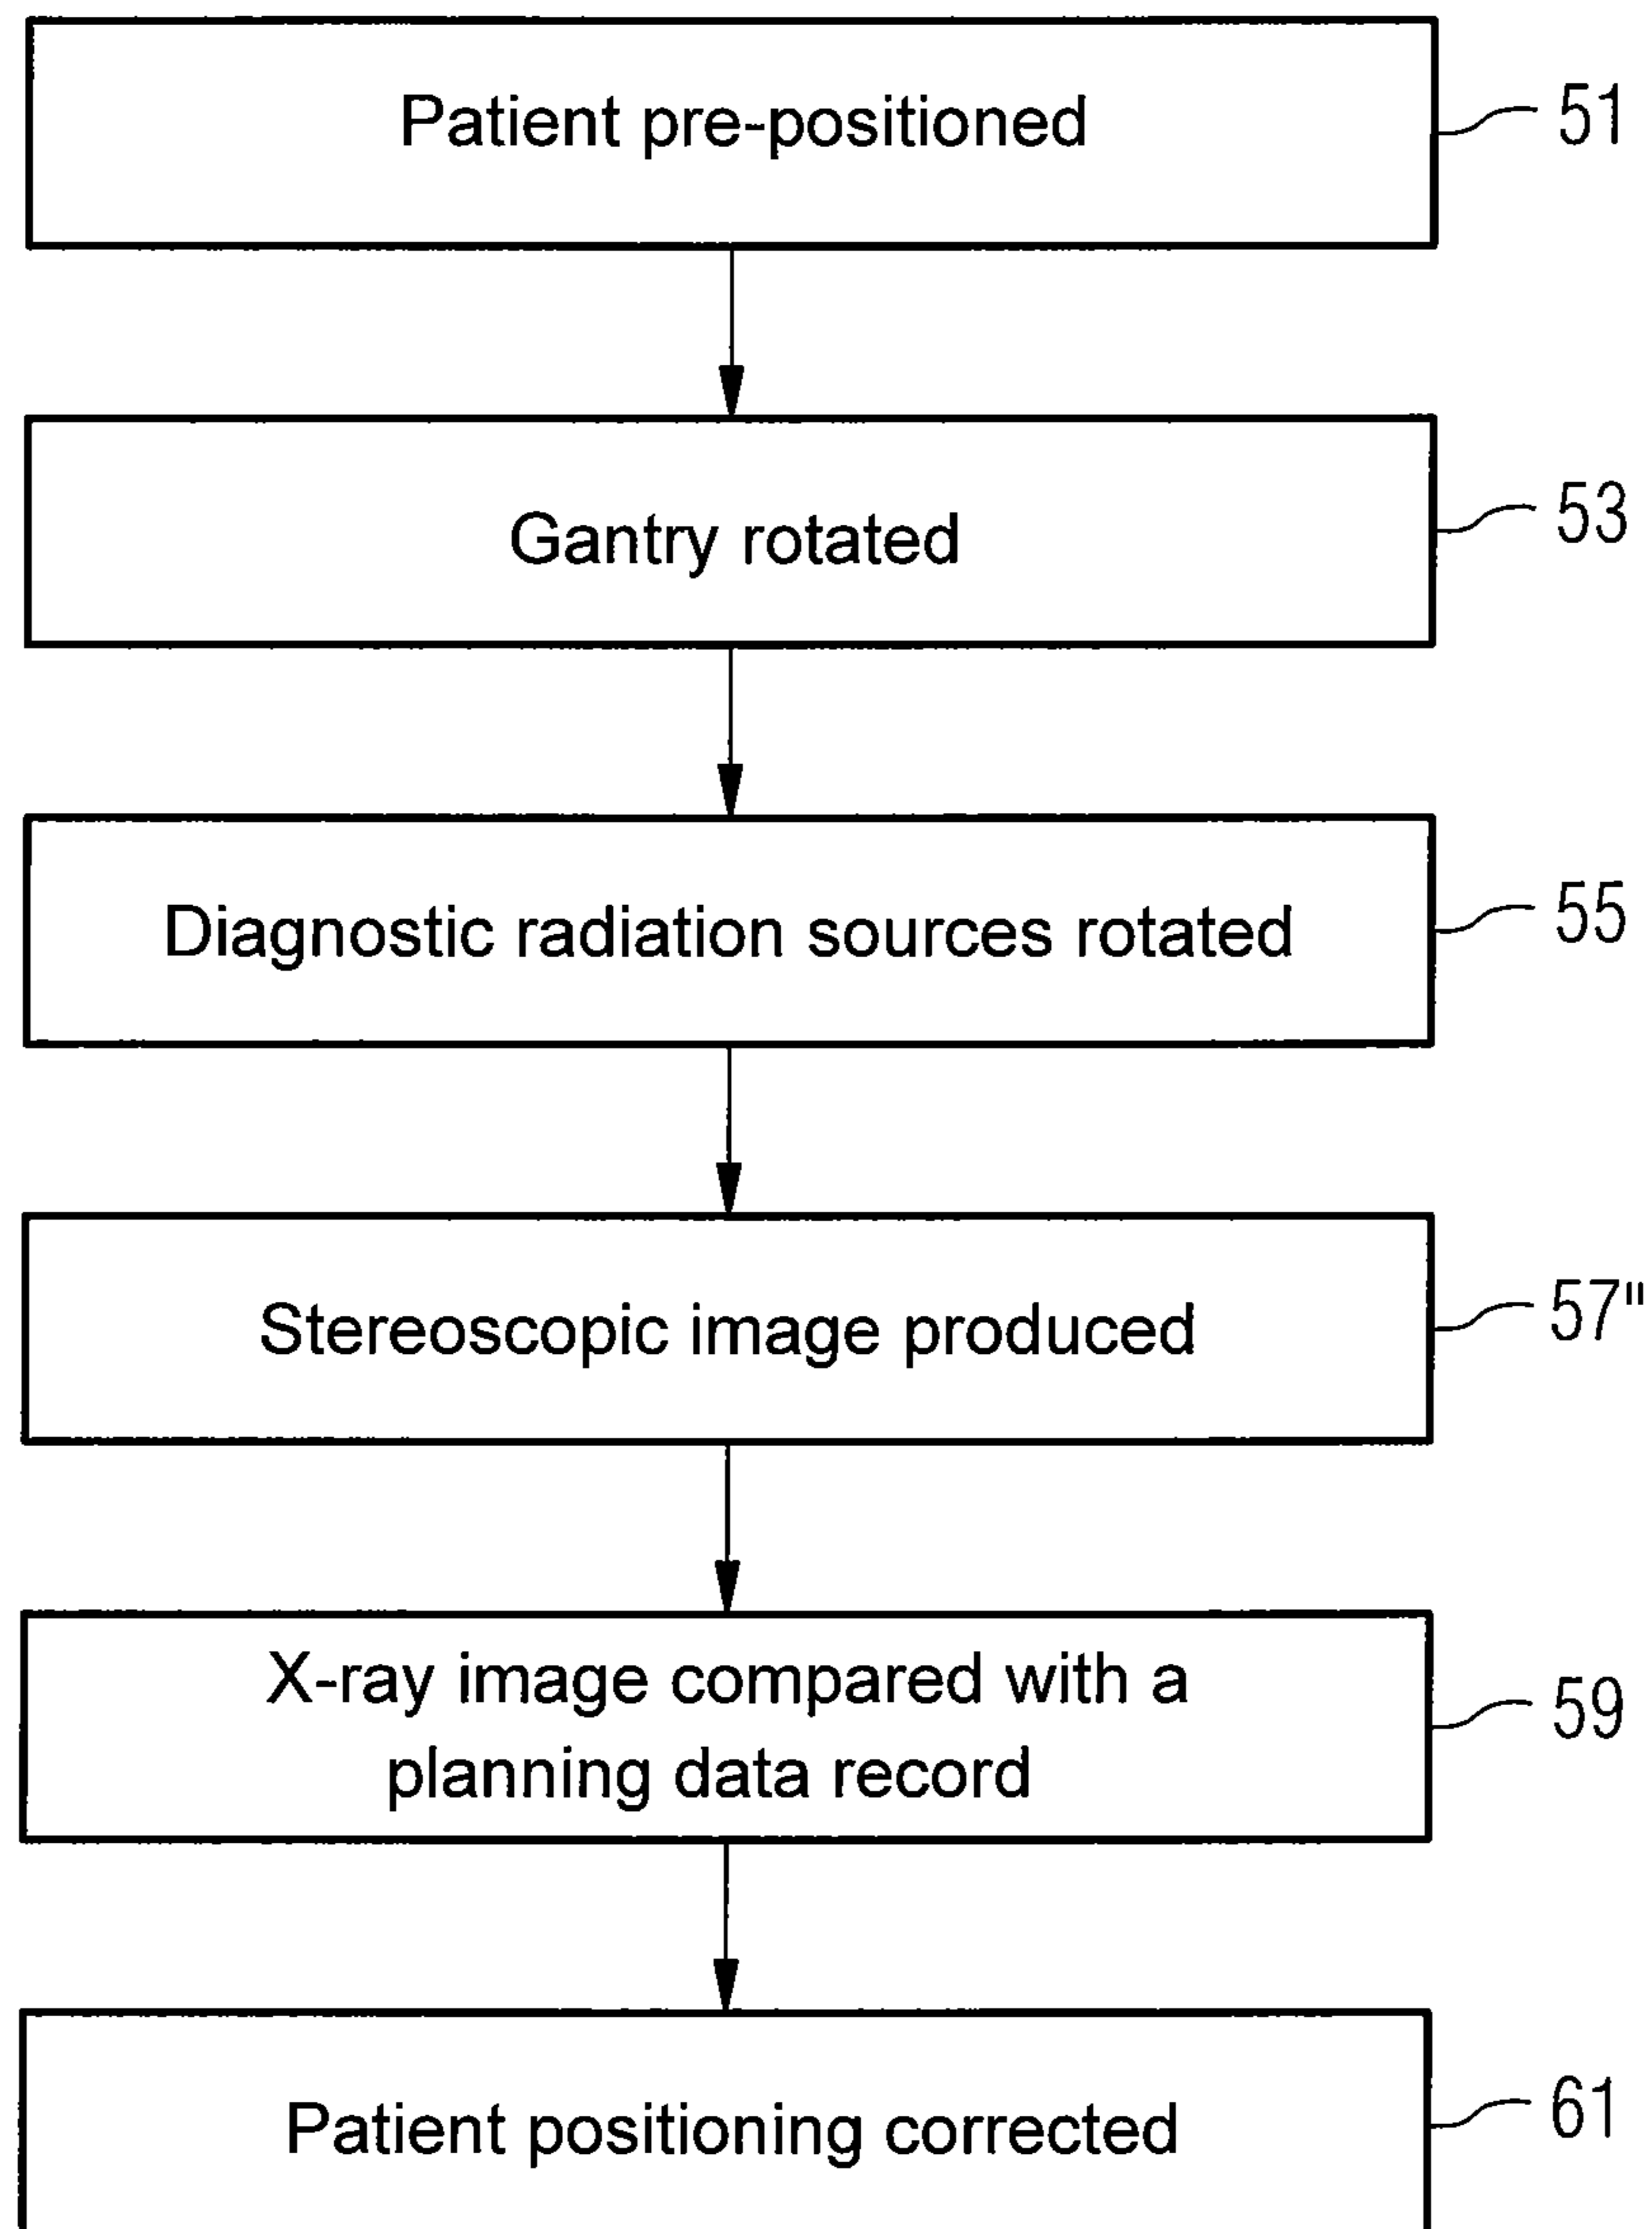 Patient pre-positioned
51
Gantry rotated
53
Diagnostic radiation sources rotated
55
Stereoscopic image produced
57"
X-ray image compared with a
planning data record
59
Patient positioning corrected
61